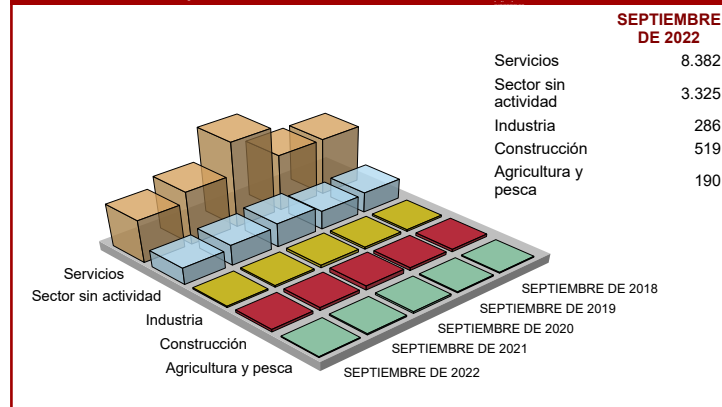 SEPTIEMBRE
DE 2022
Servicios 8.382
Sector sin
actividad 3.325
Industria 286
Construcción 519
Agricultura y
pesca 190
Servicios
Sector sin actividad
Industria
Construcción
Agricultura y pesca
SEPTIEMBRE DE 2018
SEPTIEMBRE DE 2019
SEPTIEMBRE DE 2020
SEPTIEMBRE DE 2021
SEPTIEMBRE DE 2022